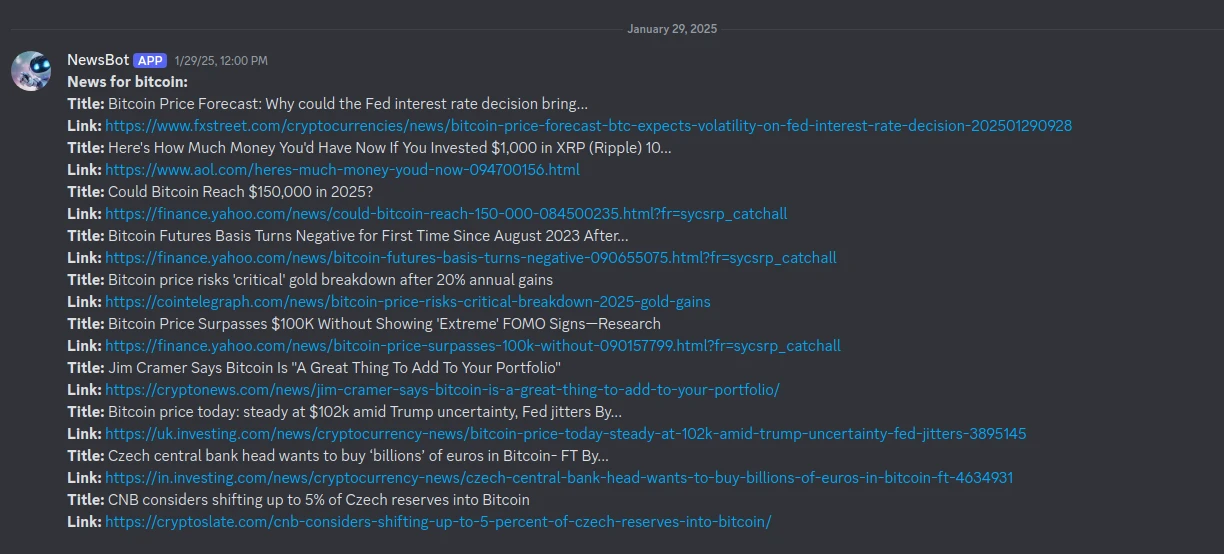 January 29, 2025
NewsBot APP 1/29/25, 12:00 PM
News for bitcoin:
Title: Bitcoin Price Forecast: Why could the Fed interest rate decision bring...
Link: https://www.fxstreet.com/cryptocurrencies/news/bitcoin-price-forecast-btc-expects-volatility-on-fed-interest-rate-decision-202501290928
Title: Here's How Much Money You'd Have Now If You Invested $1,000 in XRP (Ripple) 10...
Link: https://www.aol.com/heres-much-money-youd-now-094700156.html
Title: Could Bitcoin Reach $150,000 in 2025?
Link: https://finance.yahoo.com/news/could-bitcoin-reach-150-000-084500235.html?fr=sycsrp_catchall
Title: Bitcoin Futures Basis Turns Negative for First Time Since August 2023 After...
Link: https://finance.yahoo.com/news/bitcoin-futures-basis-turns-negative-090655075.html?fr=sycsrp_catchall
Title: Bitcoin price risks 'critical' gold breakdown after 20% annual gains
Link: https://cointelegraph.com/news/bitcoin-price-risks-critical-breakdown-2025-gold-gains
Title: Bitcoin Price Surpasses $100K Without Showing 'Extreme' FOMO Signs—Research
Link: https://finance.yahoo.com/news/bitcoin-price-surpasses-100k-without-090157799.html?fr=sycsrp_catchall
Title: Jim Cramer Says Bitcoin Is "A Great Thing To Add To Your Portfolio"
Link: https://cryptonews.com/news/jim-cramer-says-bitcoin-is-a-great-thing-to-add-to-your-portfolio/
Title: Bitcoin price today: steady at $102k amid Trump uncertainty, Fed jitters By...
Link: https://uk.investing.com/news/cryptocurrency-news/bitcoin-price-today-steady-at-102k-amid-trump-uncertainty-fed-jitters-3895145
Title: Czech central bank head wants to buy ‘billions’ of euros in Bitcoin- FT By...
Link: https://in.investing.com/news/cryptocurrency-news/czech-central-bank-head-wants-to-buy-billions-of-euros-in-bitcoin-ft-4634931
Title: CNB considers shifting up to 5% of Czech reserves into Bitcoin
Link: https://cryptoslate.com/cnb-considers-shifting-up-to-5-percent-of-czech-reserves-into-bitcoin/